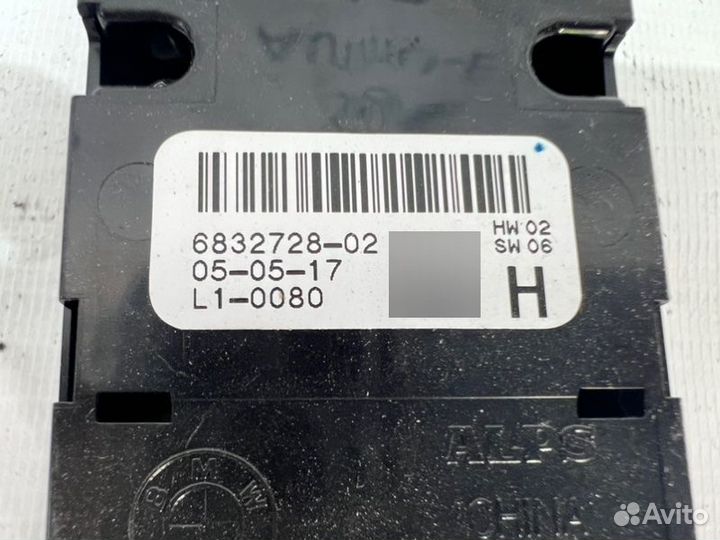 6832728-02
05-05-17
L1-0080
HW 02
SW 06
H
ALPS
CHINA
BMW
Avito